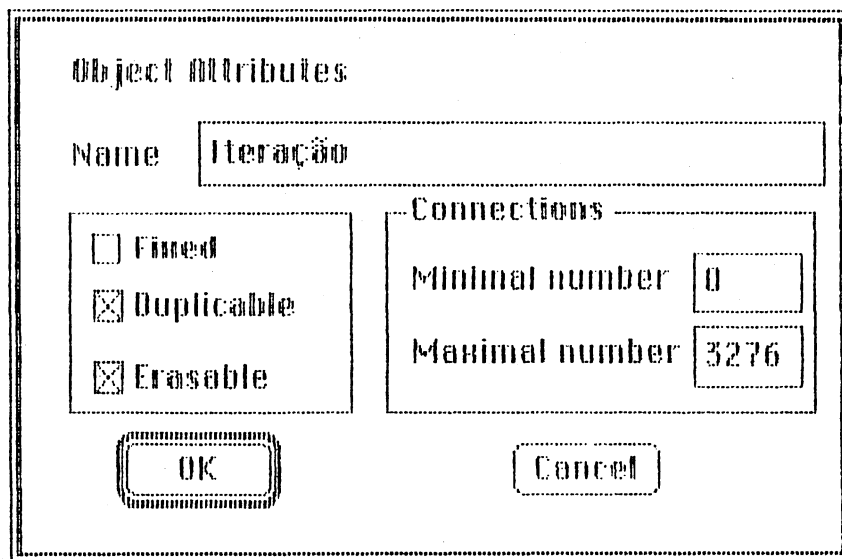 Object Attributes
Name Iteração
Fixed
Duplicable
Erasable
Connections
Minimal number 0
Maximal number 3276
OK
Cancel